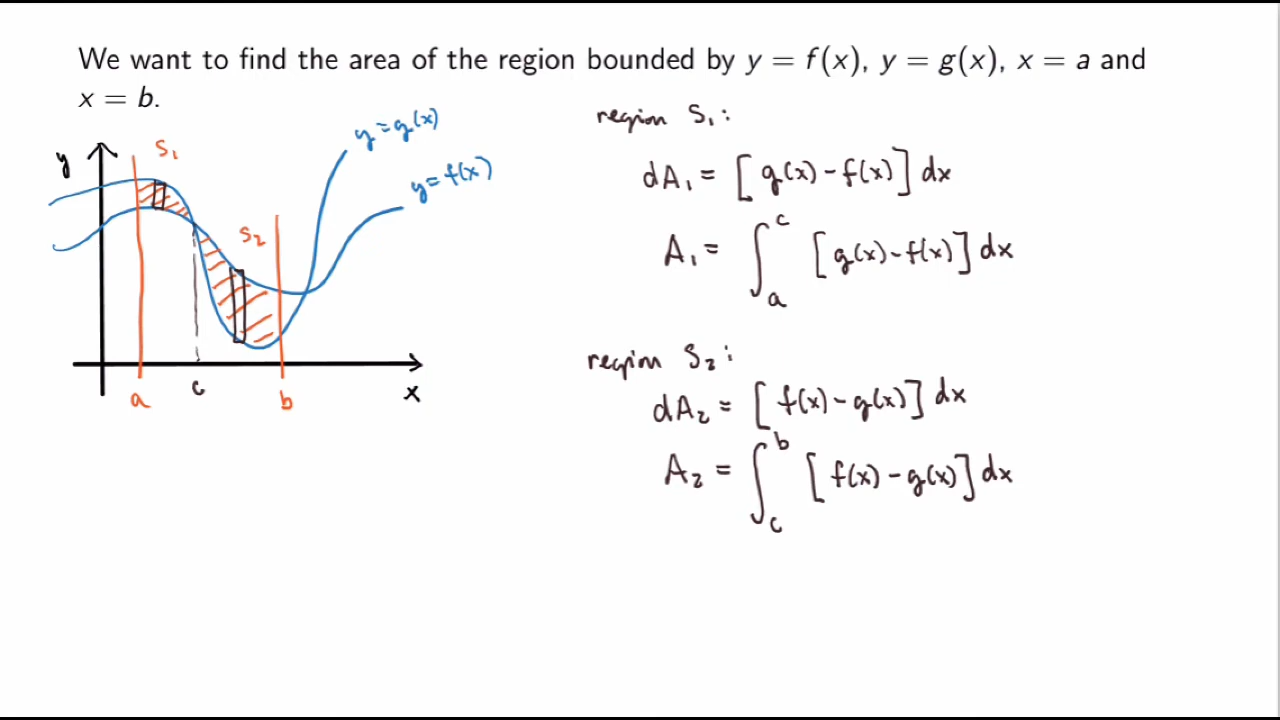 We want to find the area of the region bounded by y = f(x), y = g(x), x = a and
x = b.
y
S₁
y = g(x)
y = f(x)
S₂
a
c
b
x
region S₁:
dA₁ = [g(x) - f(x)] dx
A₁ = ∫ₐᶜ [g(x) - f(x)] dx
region S₂:
dA₂ = [f(x) - g(x)] dx
A₂ = ∫_c^b [f(x) - g(x)] dx